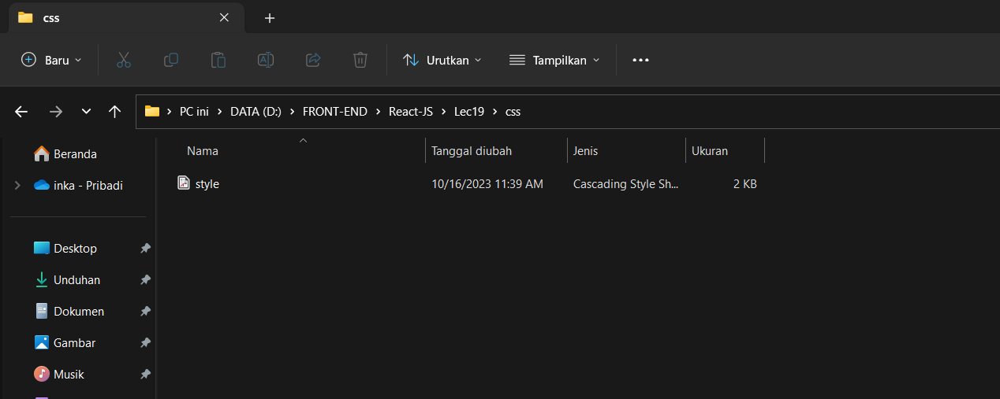 css
Baru
Urutkan
Tampilkan
PC ini > DATA (D:) > FRONT-END > React-JS > Lec19 > css
Beranda
inka - Pribadi
Desktop
Unduhan
Dokumen
Gambar
Musik
Nama Tanggal diubah Jenis Ukuran
style 10/16/2023 11:39 AM Cascading Style Sh... 2 KB